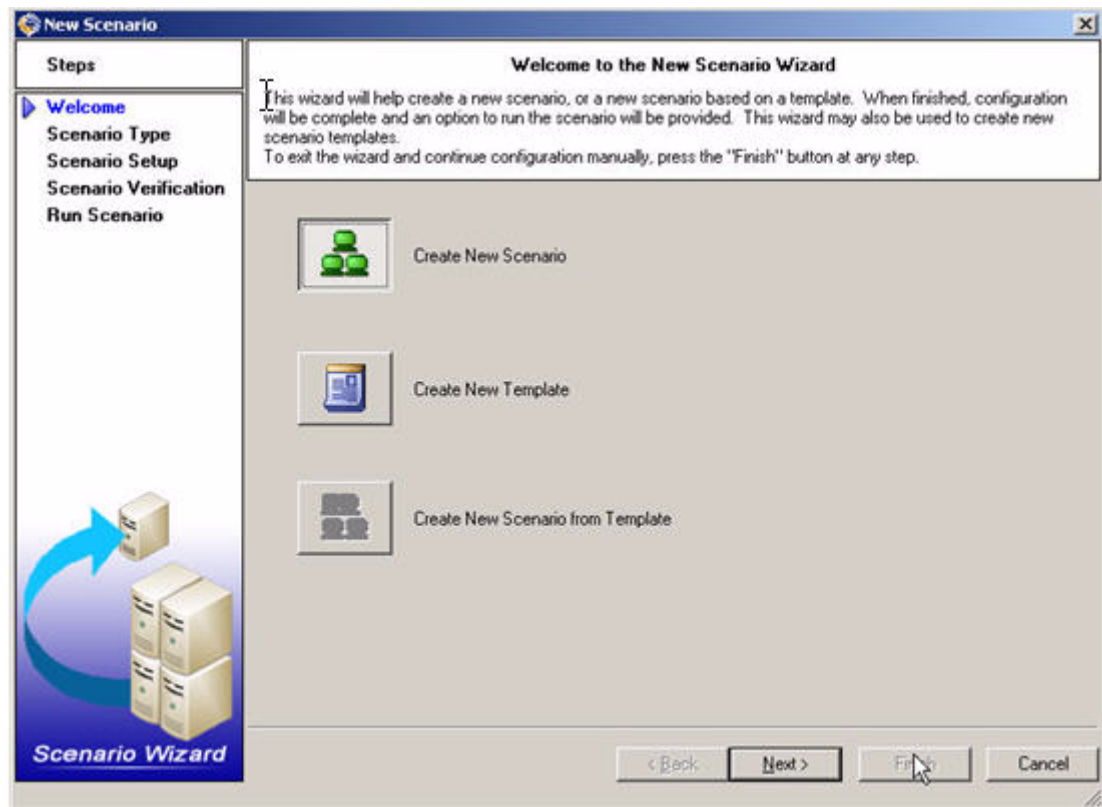 New Scenario
Steps
Welcome
Scenario Type
Scenario Setup
Scenario Verification
Run Scenario
Scenario Wizard
Welcome to the New Scenario Wizard
This wizard will help create a new scenario, or a new scenario based on a template. When finished, configuration
will be complete and an option to run the scenario will be provided. This wizard may also be used to create new
scenario templates.
To exit the wizard and continue configuration manually, press the "Finish" button at any step.
Create New Scenario
Create New Template
Create New Scenario from Template
< Back
Next >
Finish
Cancel